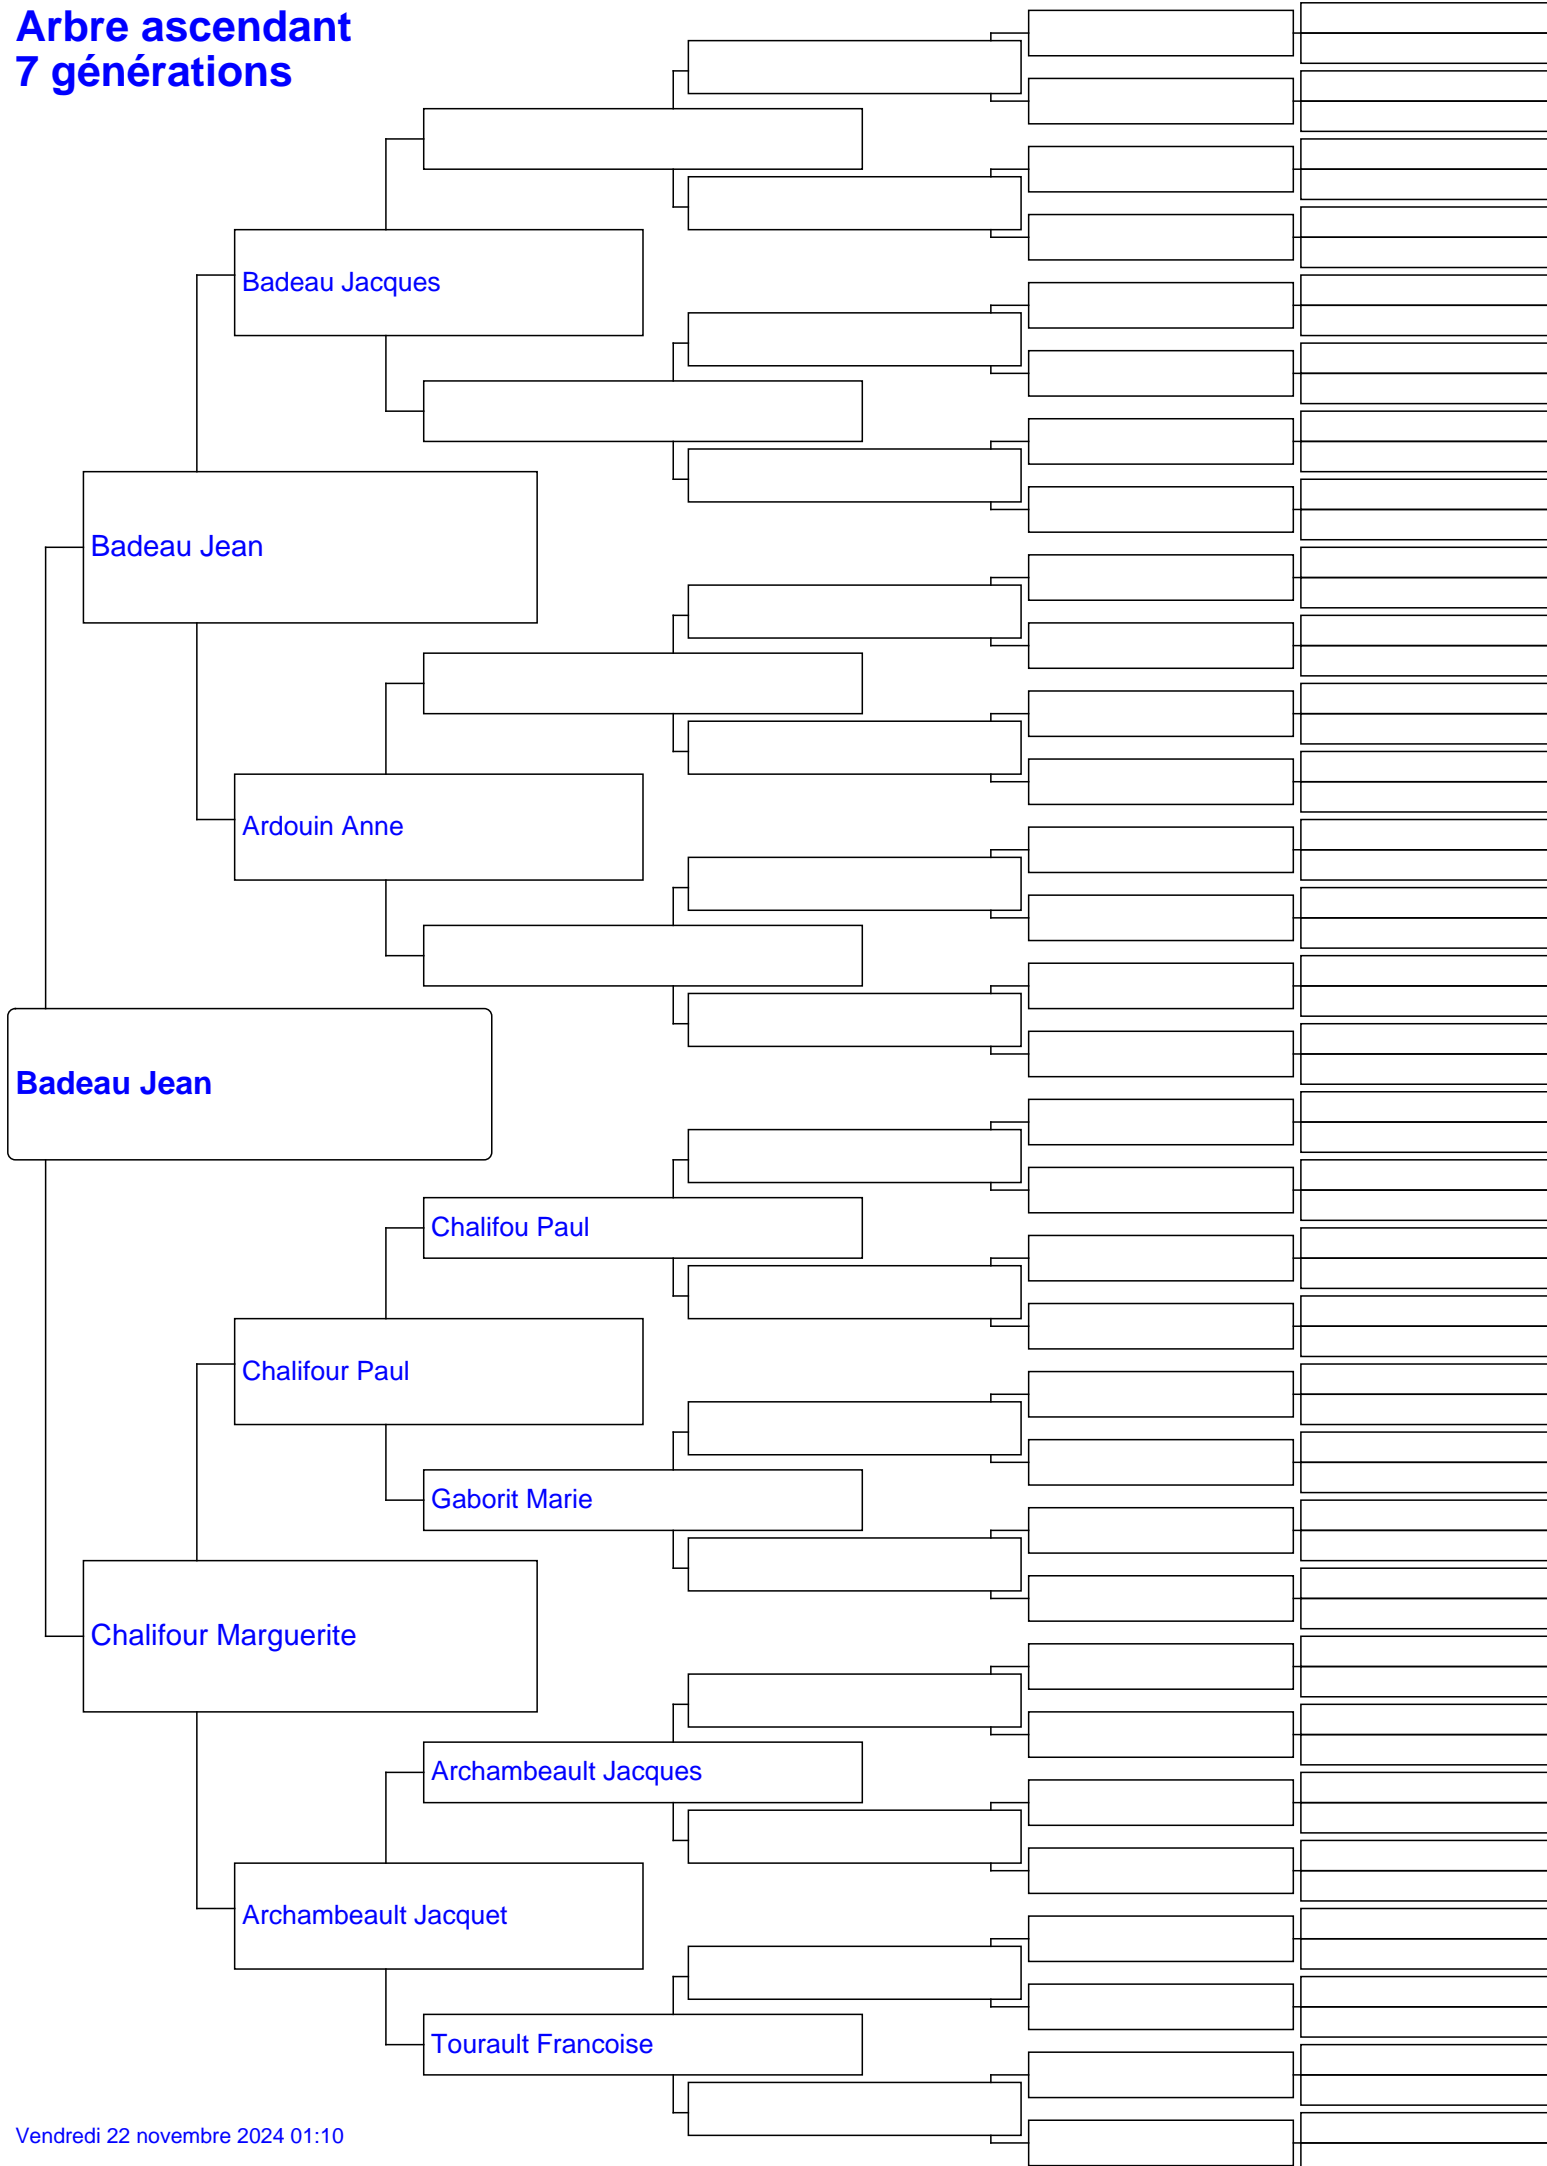 Arbre ascendant
7 générations
Badeau Jacques
Badeau Jean
Ardouin Anne
Badeau Jean
Chalifou Paul
Chalifour Paul
Gaborit Marie
Chalifour Marguerite
Archambeault Jacques
Archambeault Jacquet
Tourault Francoise
Vendredi 22 novembre 2024 01:10